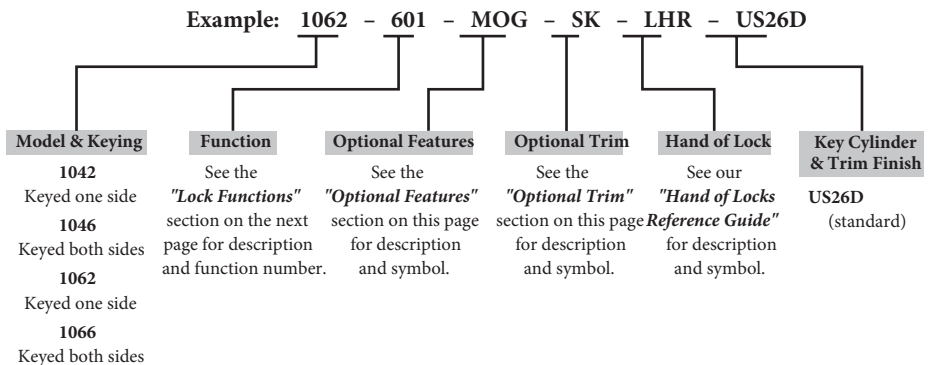 Example: 1062 – 601 – MOG – SK – LHR – US26D
Model & Keying
1042
Keyed one side
1046
Keyed both sides
1062
Keyed one side
1066
Keyed both sides
Function
See the
"Lock Functions"
section on the next
page for description
and function number.
Optional Features
See the
"Optional Features"
section on this page
for description
and symbol.
Optional Trim
See the
"Optional Trim"
section on this page
for description
and symbol.
Hand of Lock
See our
"Hand of Locks
Reference Guide"
for description
and symbol.
Key Cylinder
& Trim Finish
US26D
(standard)